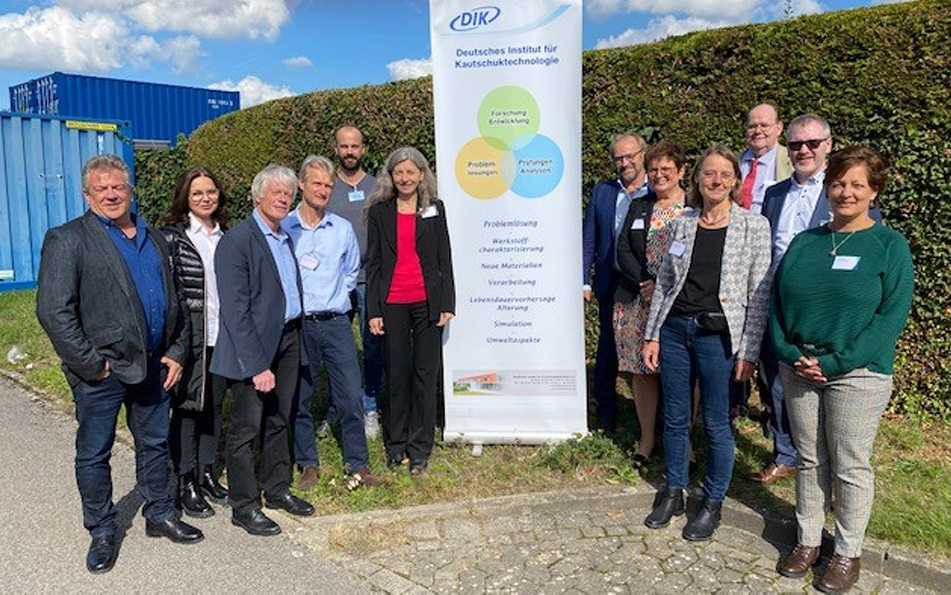 DIK
Deutsches Institut für
Kautschuktechnologie
Forschung
Entwicklung
Problem-
lösungen
Prüfungen
Analysen
Problemlösung
-
Werkstoff-
charakterisierung
-
Neue Materialien
-
Verarbeitung
-
Lebensdauervorhersage
Alterung
-
Simulation
-
Umweltaspekte